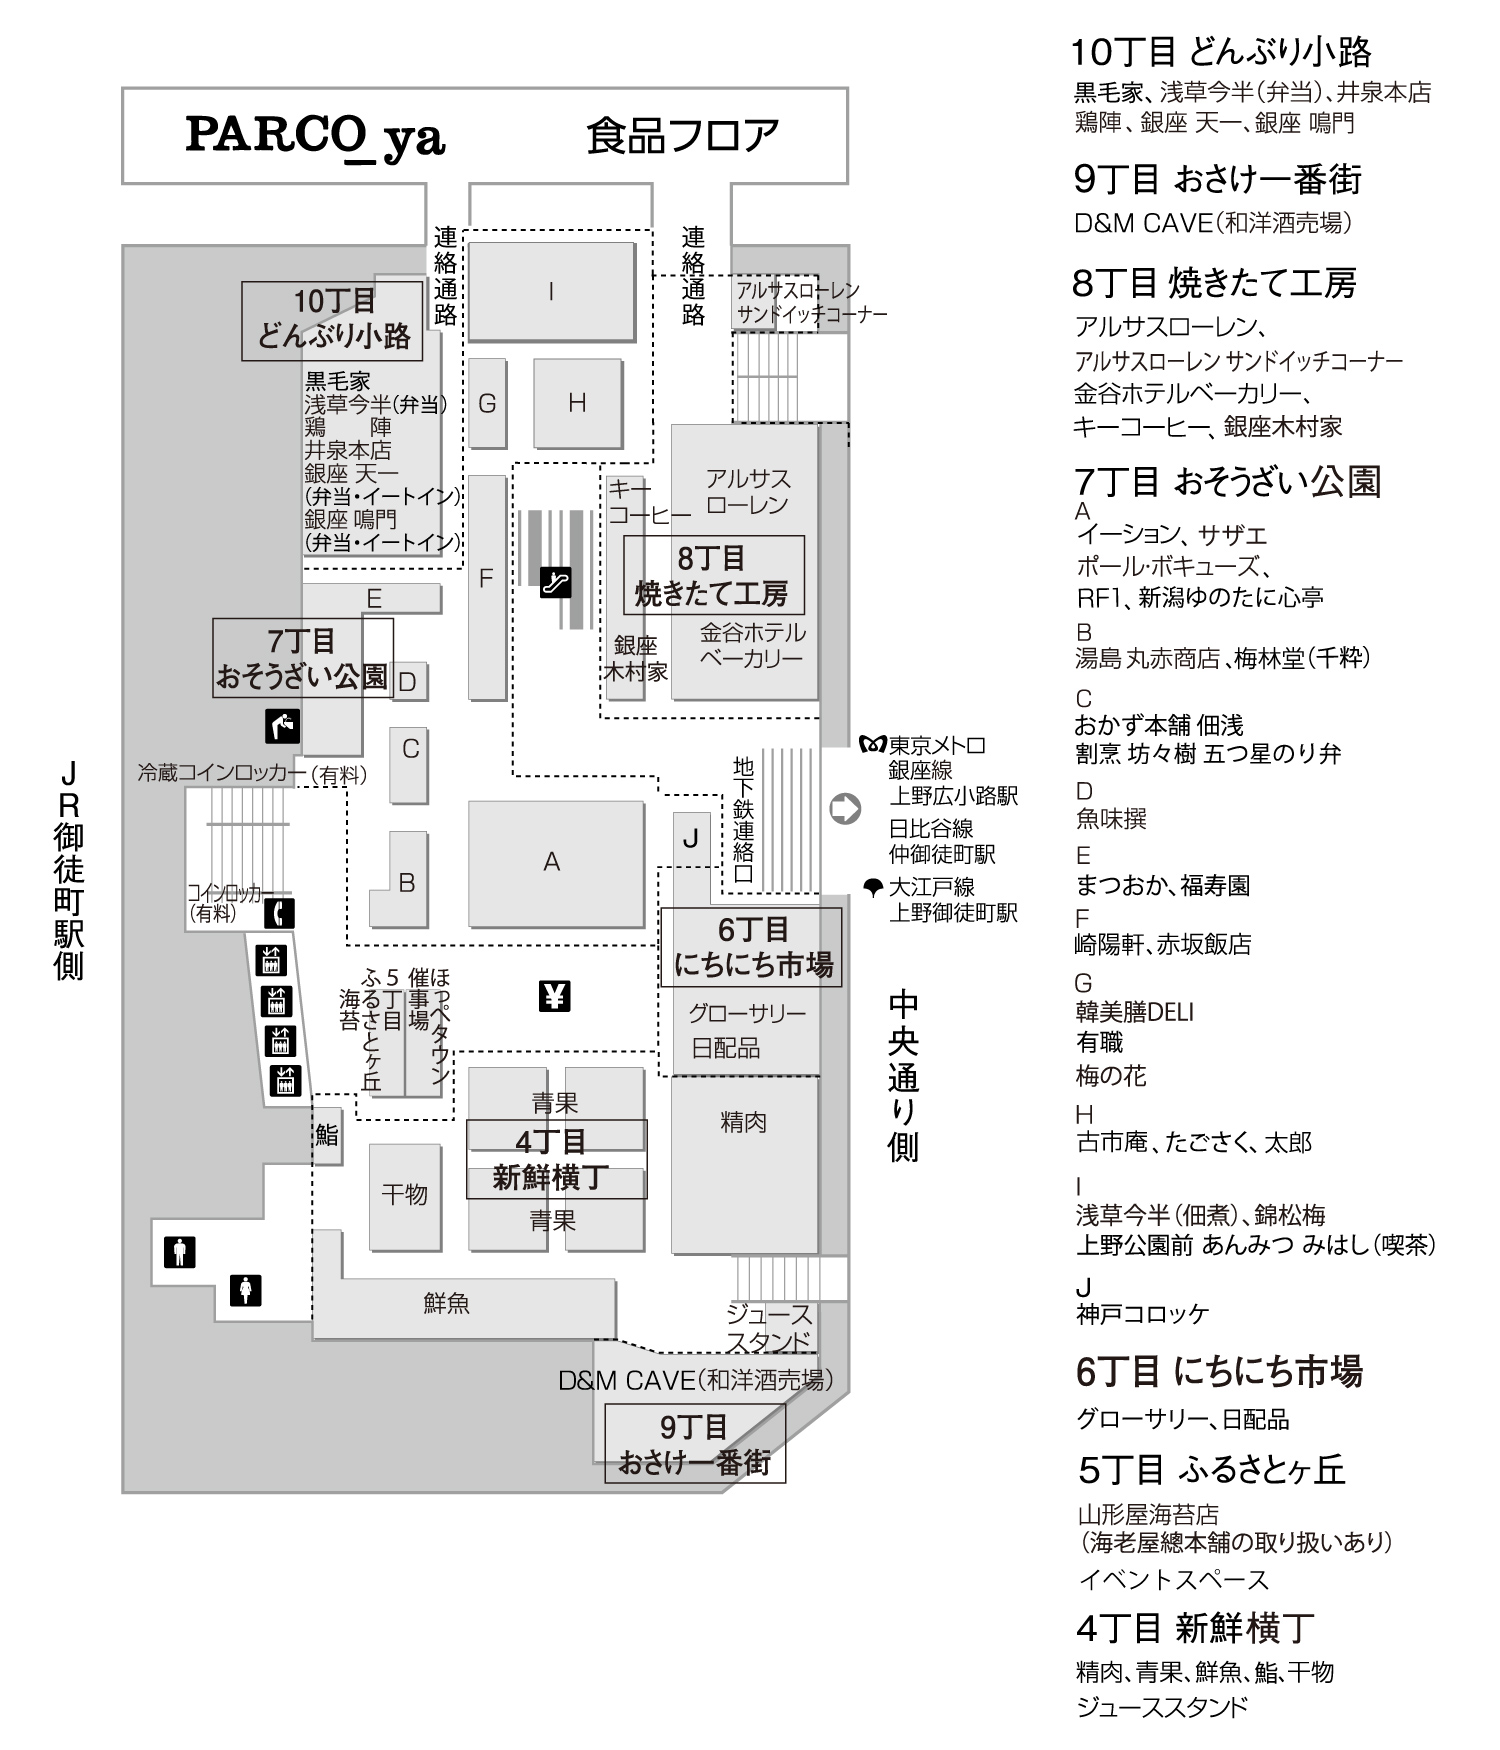 PARCO_ya 食品フロア
連絡通路
連絡通路
10丁目
どんぶり小路
黒毛家
浅草今半(弁当)
鶏 陣
井泉本店
銀座 天一
(弁当・イートイン)
銀座 鳴門
(弁当・イートイン)
I
アルサスローレン
サンドイッチコーナー
G
H
F
E
キー
コーヒー
アルサス
ローレン
8丁目
焼きたて工房
銀座
木村家
金谷ホテル
ベーカリー
7丁目
おそうざい公園
D
C
冷蔵コインロッカー(有料)
コインロッカー
(有料)
B
A
J
地下鉄連絡口
東京メトロ
銀座線
上野広小路駅
日比谷線
仲御徒町駅
大江戸線
上野御徒町駅
JR御徒町駅側
中央通り側
6丁目
にちにち市場
グローサリー
日配品
ほっぺタウン
催事場
5丁目
ふるさとヶ丘
海苔
¥
鮨
干物
青果
4丁目
新鮮横丁
青果
精肉
鮮魚
ジュース
スタンド
D&M CAVE(和洋酒売場)
9丁目
おさけ一番街
10丁目 どんぶり小路
黒毛家、浅草今半(弁当)、井泉本店
鶏陣、銀座 天一、銀座 鳴門
9丁目 おさけ一番街
D&M CAVE(和洋酒売場)
8丁目 焼きたて工房
アルサスローレン、
アルサスローレン サンドイッチコーナー
金谷ホテルベーカリー、
キーコーヒー、銀座木村家
7丁目 おそうざい公園
A
イーション、サザエ
ポール・ボキューズ、
RF1、新潟ゆのたに心亭
B
湯島 丸赤商店、梅林堂(千粋)
C
おかず本舗 佃浅
割烹 坊々樹 五つ星のり弁
D
魚味撰
E
まつおか、福寿園
F
崎陽軒、赤坂飯店
G
韓美膳DELI
有職
梅の花
H
古市庵、たごさく、太郎
I
浅草今半(佃煮)、錦松梅
上野公園前 あんみつ みはし(喫茶)
J
神戸コロッケ
6丁目 にちにち市場
グローサリー、日配品
5丁目 ふるさとヶ丘
山形屋海苔店
(海老屋總本舗の取り扱いあり)
イベントスペース
4丁目 新鮮横丁
精肉、青果、鮮魚、鮨、干物
ジューススタンド